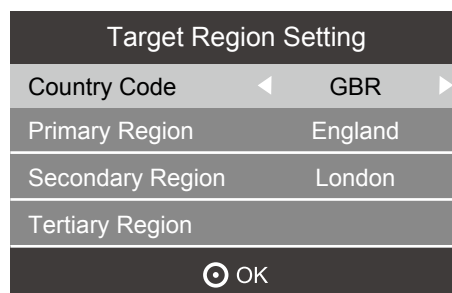 Target Region Setting
Country Code GBR
Primary Region England
Secondary Region London
Tertiary Region
OK